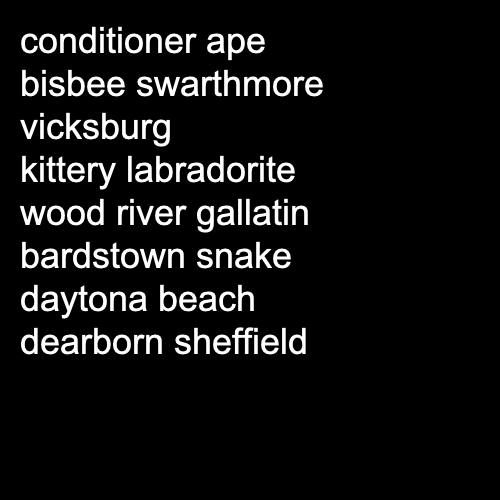 conditioner ape
bisbee swarthmore
vicksburg
kittery labradorite
wood river gallatin
bardstown snake
daytona beach
dearborn sheffield